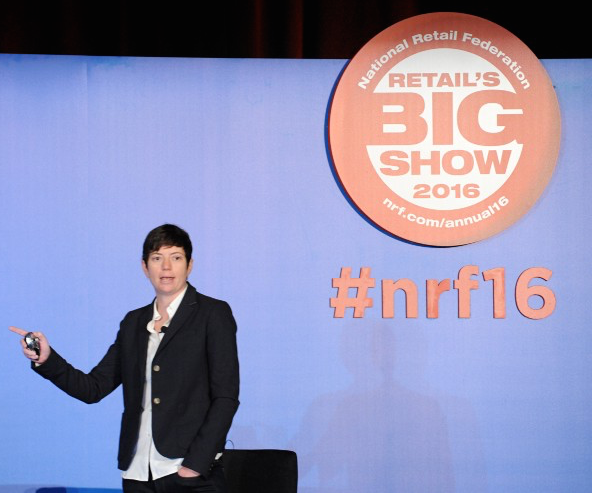 National Retail Federation
RETAIL'S
BIG
SHOW
2016
nrf.com/annual16
#nrf16